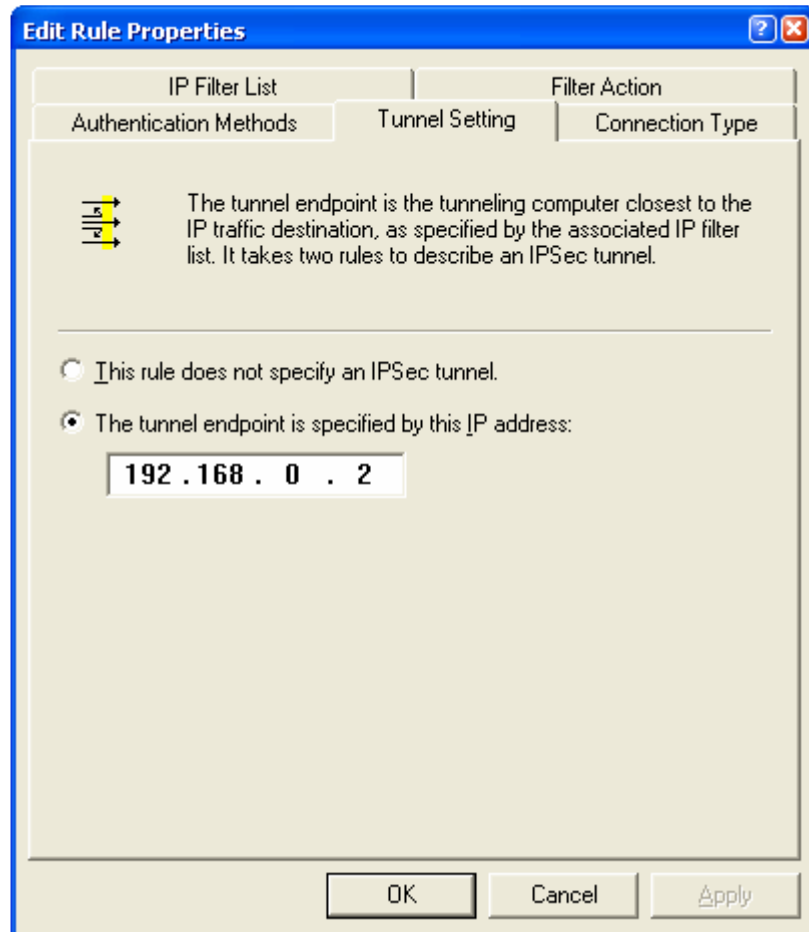 Edit Rule Properties
IP Filter List
Filter Action
Authentication Methods
Tunnel Setting
Connection Type
The tunnel endpoint is the tunneling computer closest to the
IP traffic destination, as specified by the associated IP filter
list. It takes two rules to describe an IPSec tunnel.
This rule does not specify an IPSec tunnel.
The tunnel endpoint is specified by this IP address:
192 . 168 . 0 . 2
OK
Cancel
Apply